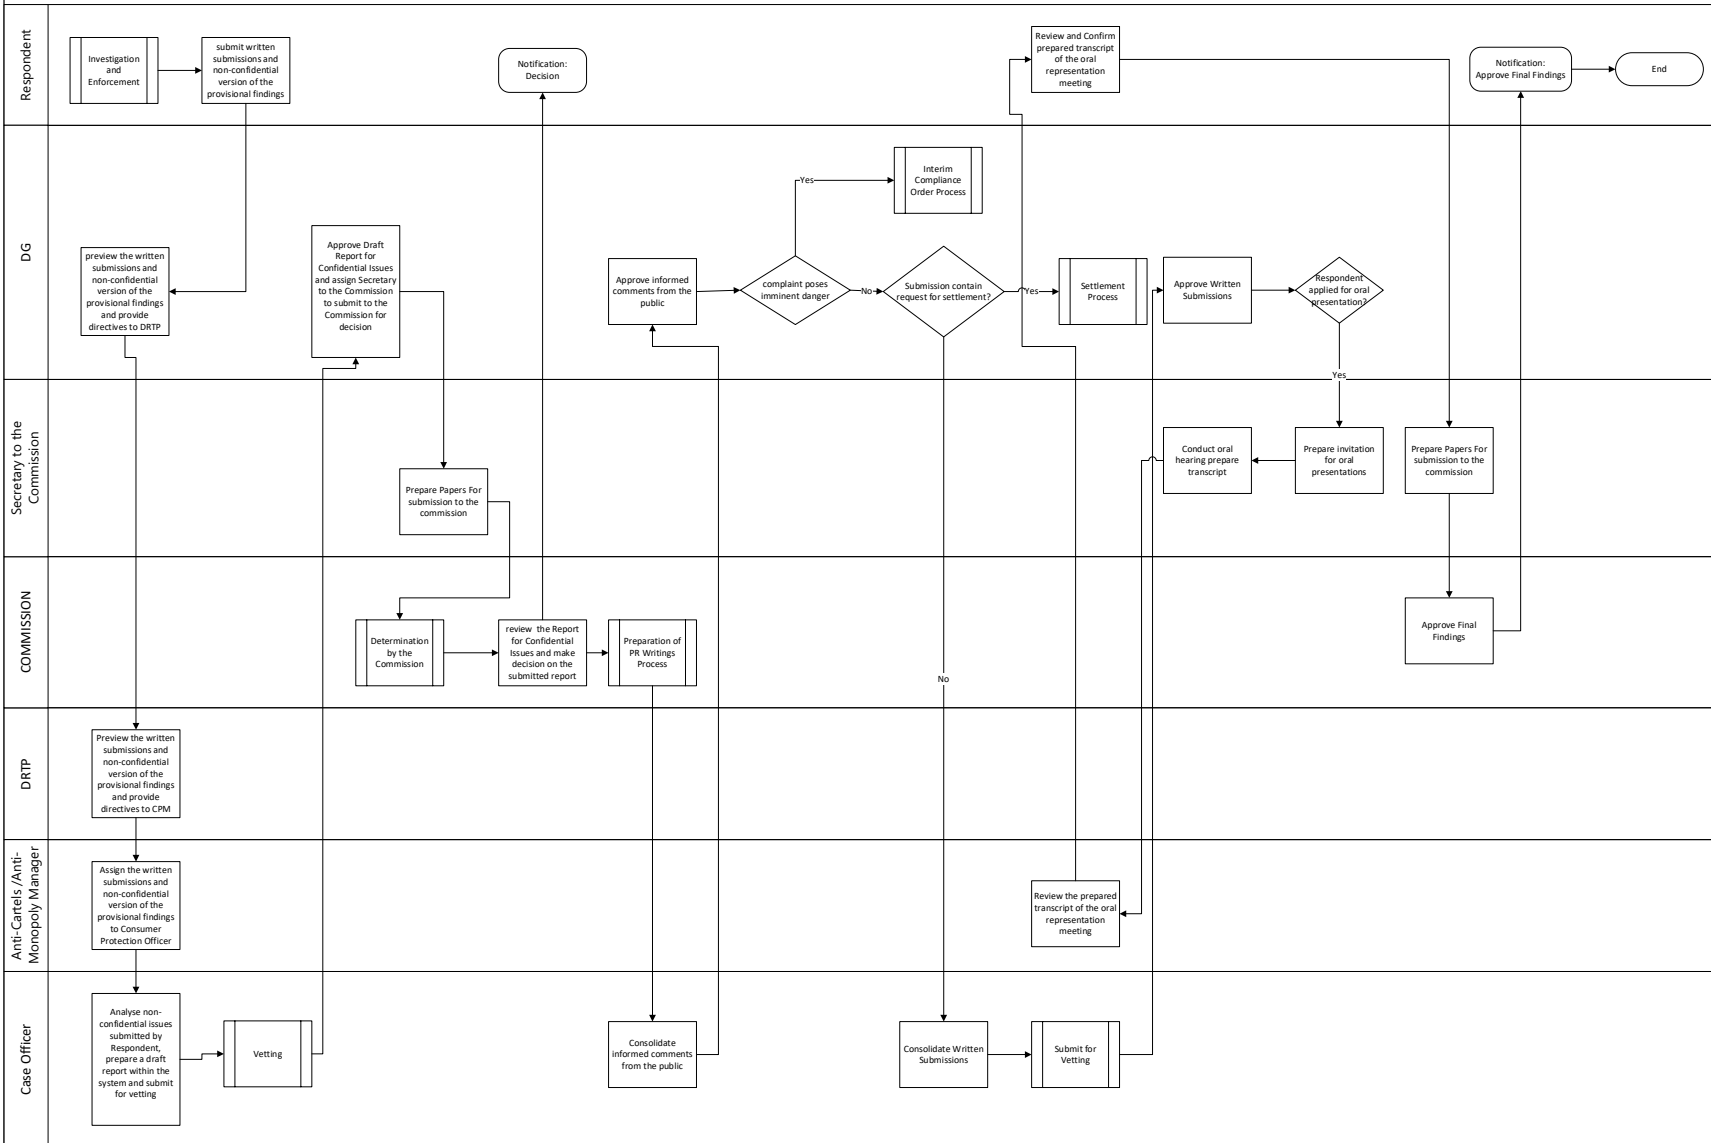 Respondent
Investigation
and
Enforcement
submit written
submissions and
non-confidential
version of the
provisional findings
Notification:
Decision
Review and Confirm
prepared transcript
of the oral
representation
meeting
Notification:
Approve Final Findings
End
DG
preview the written
submissions and
non-confidential
version of the
provisional findings
and provide
directives to DRTP
Approve Draft
Report for
Confidential Issues
and assign Secretary
to the Commission
to submit to the
Commission for
decision
Approve informed
comments from the
public
complaint poses
imminent danger
Yes
Interim
Compliance
Order Process
No
Submission contain
request for settlement?
Yes
Settlement
Process
Approve Written
Submissions
Respondent
applied for oral
presentation?
Yes
Secretary to the
Commission
Prepare Papers For
submission to the
commission
Conduct oral
hearing prepare
transcript
Prepare invitation
for oral
presentations
Prepare Papers For
submission to the
commission
COMMISSION
Determination
by the
Commission
review  the Report
for Confidential
Issues and make
decision on the
submitted report
Preparation of
PR Writings
Process
No
Approve Final
Findings
DRTP
Preview the written
submissions and
non-confidential
version of the
provisional findings
and provide
directives to CPM
Anti-Cartels /Anti-
Monopoly Manager
Assign the written
submissions and
non-confidential
version of the
provisional findings
to Consumer
Protection Officer
Review the prepared
transcript of the oral
representation
meeting
Case Officer
Analyse non-
confidential issues
submitted by
Respondent,
prepare a draft
report within the
system and submit
for vetting
Vetting
Consolidate
informed comments
from the public
Consolidate Written
Submissions
Submit for
Vetting